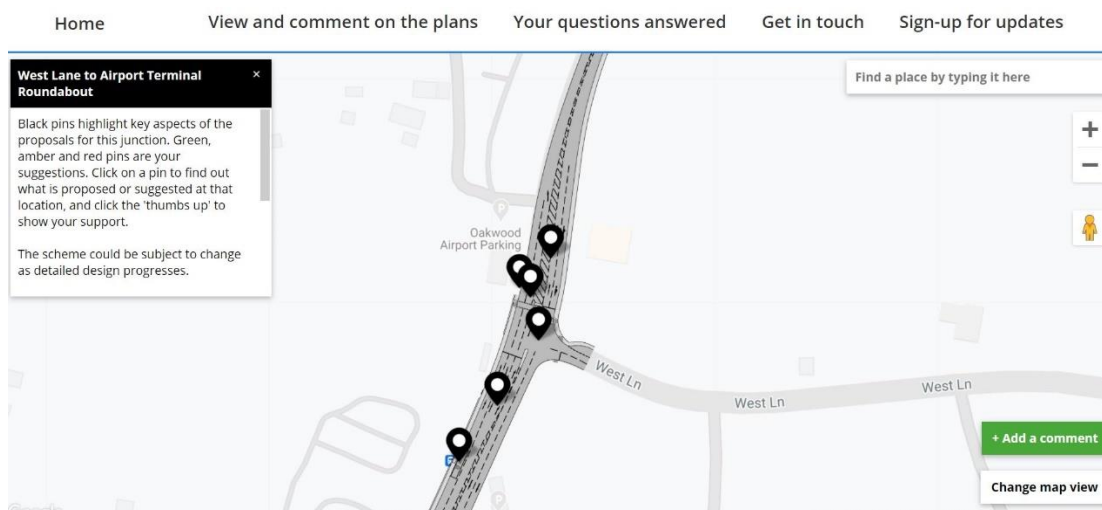 Home View and comment on the plans Your questions answered Get in touch Sign-up for updates
West Lane to Airport Terminal ×
Roundabout
Black pins highlight key aspects of the
proposals for this junction. Green,
amber and red pins are your
suggestions. Click on a pin to find out
what is proposed or suggested at that
location, and click the 'thumbs up' to
show your support.
The scheme could be subject to change
as detailed design progresses.
Find a place by typing it here
+
−
P
Oakwood
Airport Parking
West Ln
West Ln
West Ln
+ Add a comment
Change map view
P
Google